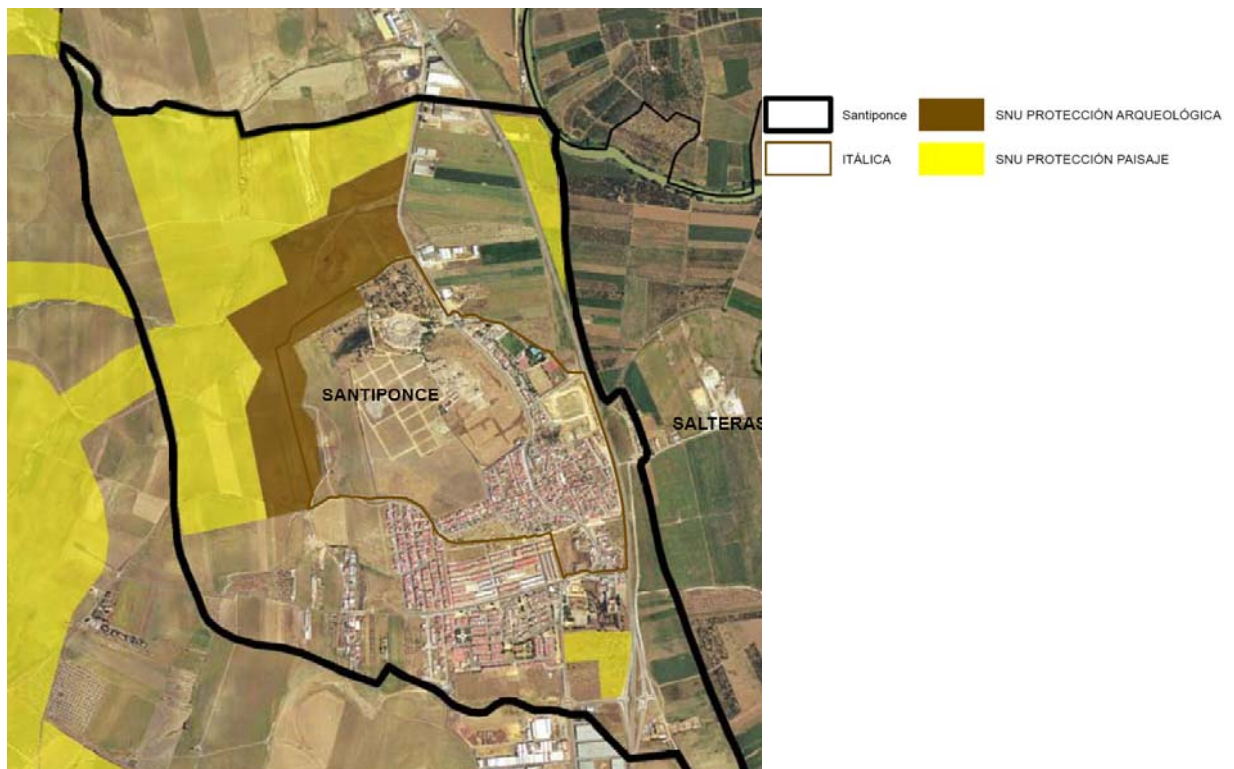 Santiponce
SNU PROTECCIÓN ARQUEOLÓGICA
ITÁLICA
SNU PROTECCIÓN PAISAJE
SANTIPONCE
SALTERAS